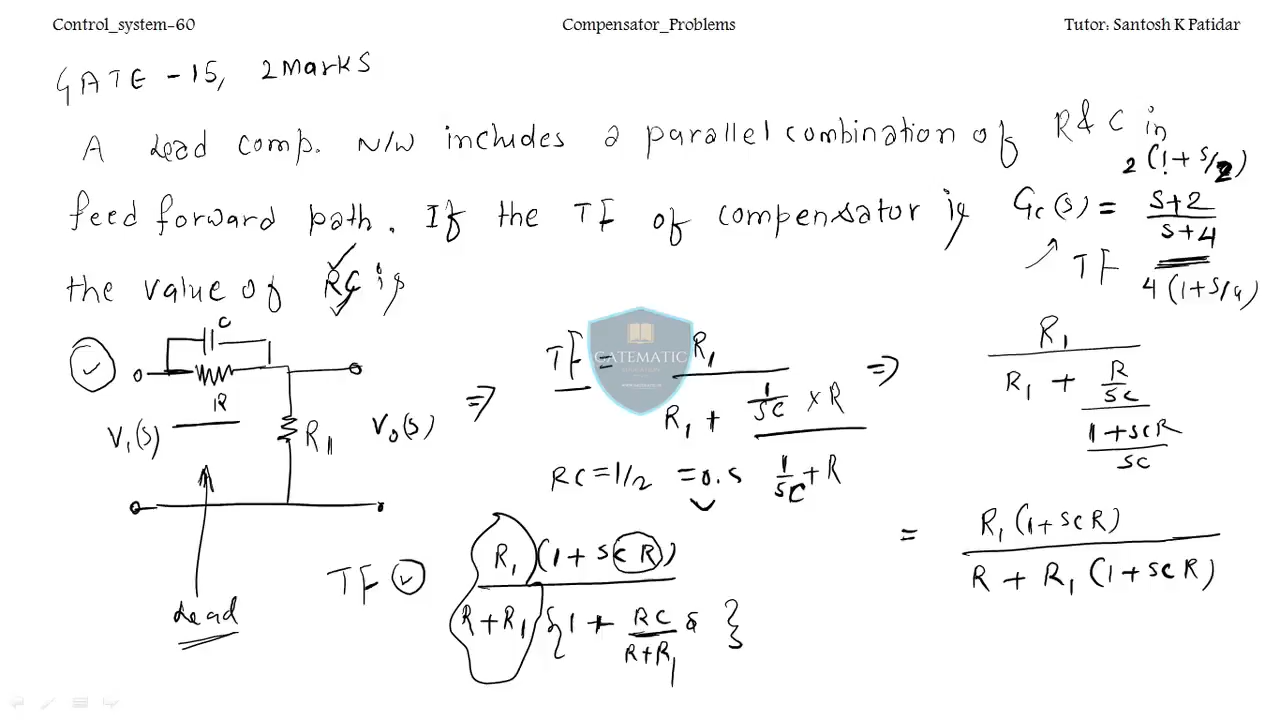 Control_system-60 Compensator_Problems Tutor: Santosh K Patidar
GATE - 15, 2 Marks
A Lead comp. N/W includes a parallel combination of R & C in
feed forward path. If the TF of compensator is Gc(s) = s+2 / s+4
2 (1 + s/2)
4 (1 + s/4)
TF
the value of RC is
C
R
V1(s)
R1
V0(s)
Lead
=> TF = R1 / R1 + 1/sC × R / 1/sC + R
=> R1 / R1 + R/sC / 1+sCR / sC
= R1 (1+sCR) / R + R1 (1+sCR)
RC = 1/2 = 0.5
TF R1 (1 + sCR) / R+R1 {1 + RC / R+R1 s }
GATEMATIC